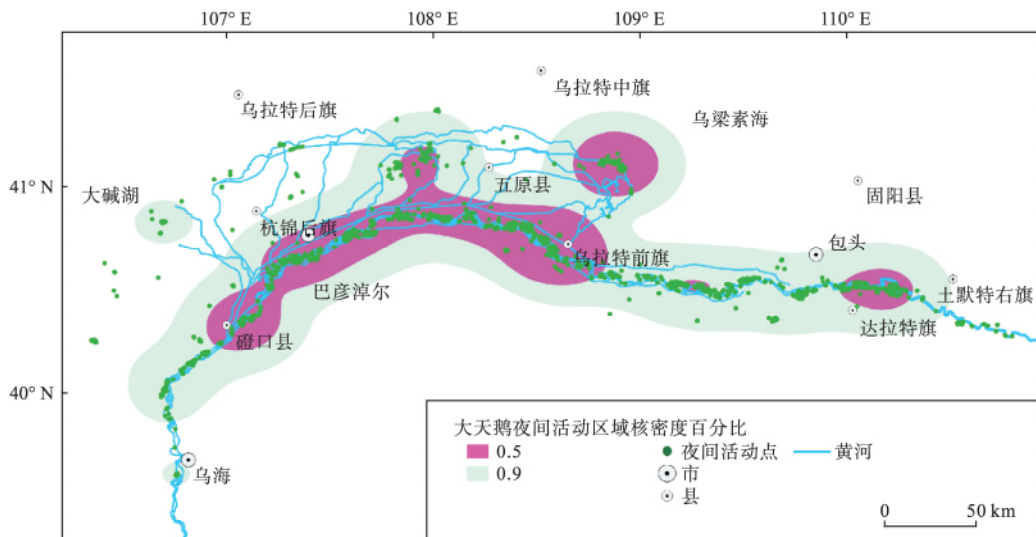 107° E
108° E
109° E
110° E
乌拉特中旗
乌拉特后旗
乌梁素海
41° N
大碱湖
五原县
固阳县
杭锦后旗
包头
乌拉特前旗
巴彦淖尔
土默特右旗
磴口县
达拉特旗
40° N
大天鹅夜间活动区域核密度百分比
0.5
夜间活动点
黄河
0.9
市
乌海
县
0
50 km